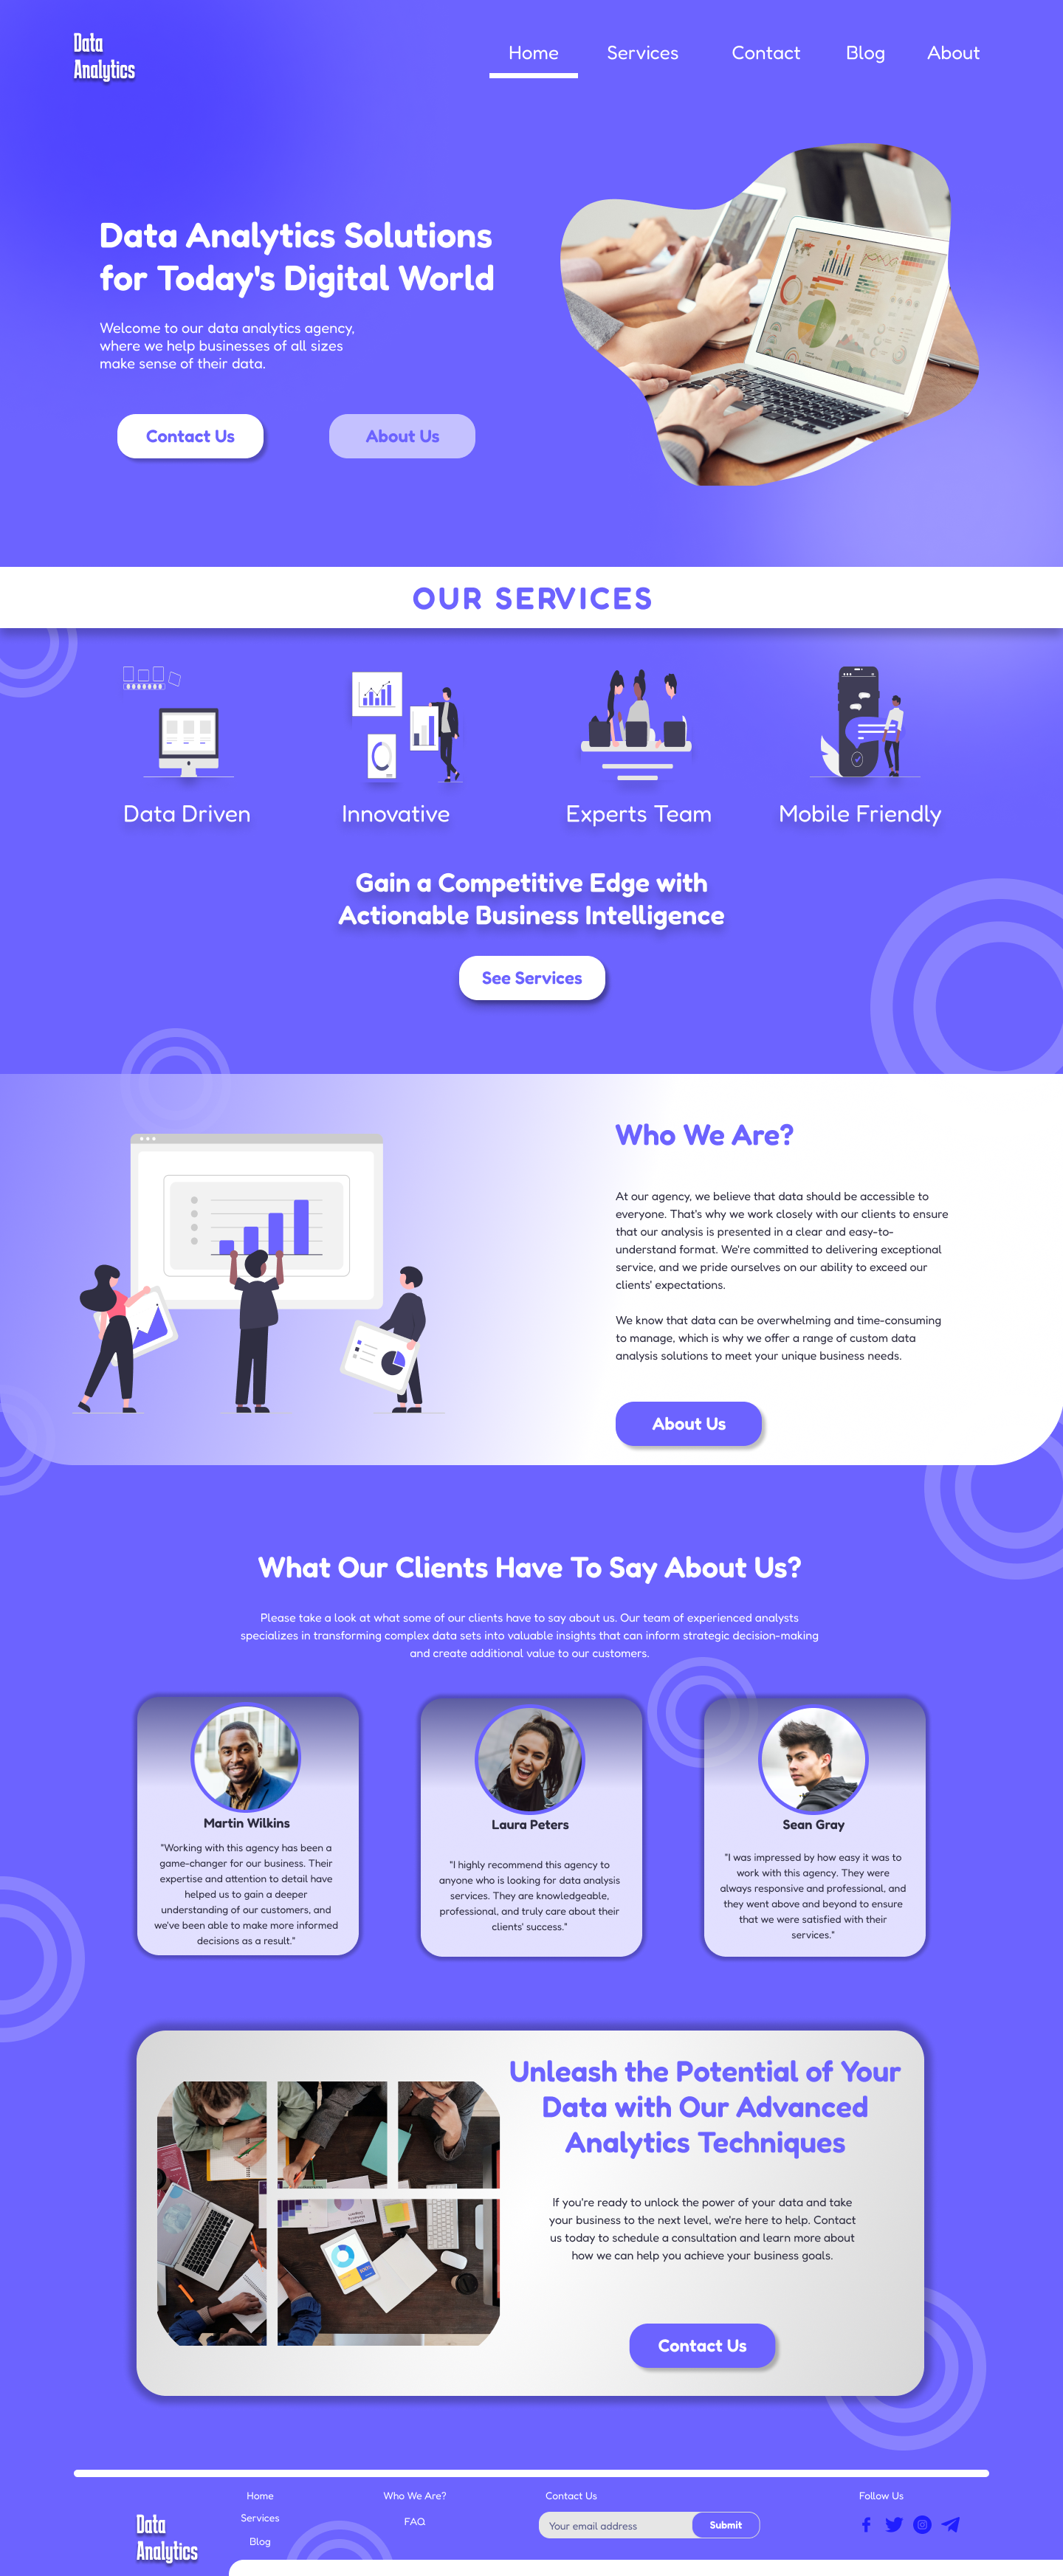 Data
Analytics
Home
Services
Contact
Blog
About
Data Analytics Solutions
for Today's Digital World
Welcome to our data analytics agency,
where we help businesses of all sizes
make sense of their data.
Contact Us
About Us
OUR SERVICES
Data Driven
Innovative
Experts Team
Mobile Friendly
Gain a Competitive Edge with
Actionable Business Intelligence
See Services
Who We Are?
At our agency, we believe that data should be accessible to
everyone. That's why we work closely with our clients to ensure
that our analysis is presented in a clear and easy-to-
understand format. We're committed to delivering exceptional
service, and we pride ourselves on our ability to exceed our
clients' expectations.
We know that data can be overwhelming and time-consuming
to manage, which is why we offer a range of custom data
analysis solutions to meet your unique business needs.
About Us
What Our Clients Have To Say About Us?
Please take a look at what some of our clients have to say about us. Our team of experienced analysts
specializes in transforming complex data sets into valuable insights that can inform strategic decision-making
and create additional value to our customers.
Martin Wilkins
"Working with this agency has been a
game-changer for our business. Their
expertise and attention to detail have
helped us to gain a deeper
understanding of our customers, and
we've been able to make more informed
decisions as a result."
Laura Peters
"I highly recommend this agency to
anyone who is looking for data analysis
services. They are knowledgeable,
professional, and truly care about their
clients' success."
Sean Gray
"I was impressed by how easy it was to
work with this agency. They were
always responsive and professional, and
they went above and beyond to ensure
that we were satisfied with their
services."
Unleash the Potential of Your
Data with Our Advanced
Analytics Techniques
If you're ready to unlock the power of your data and take
your business to the next level, we're here to help. Contact
us today to schedule a consultation and learn more about
how we can help you achieve your business goals.
Contact Us
Data
Analytics
Home
Services
Blog
Who We Are?
FAQ
Contact Us
Your email address
Submit
Follow Us